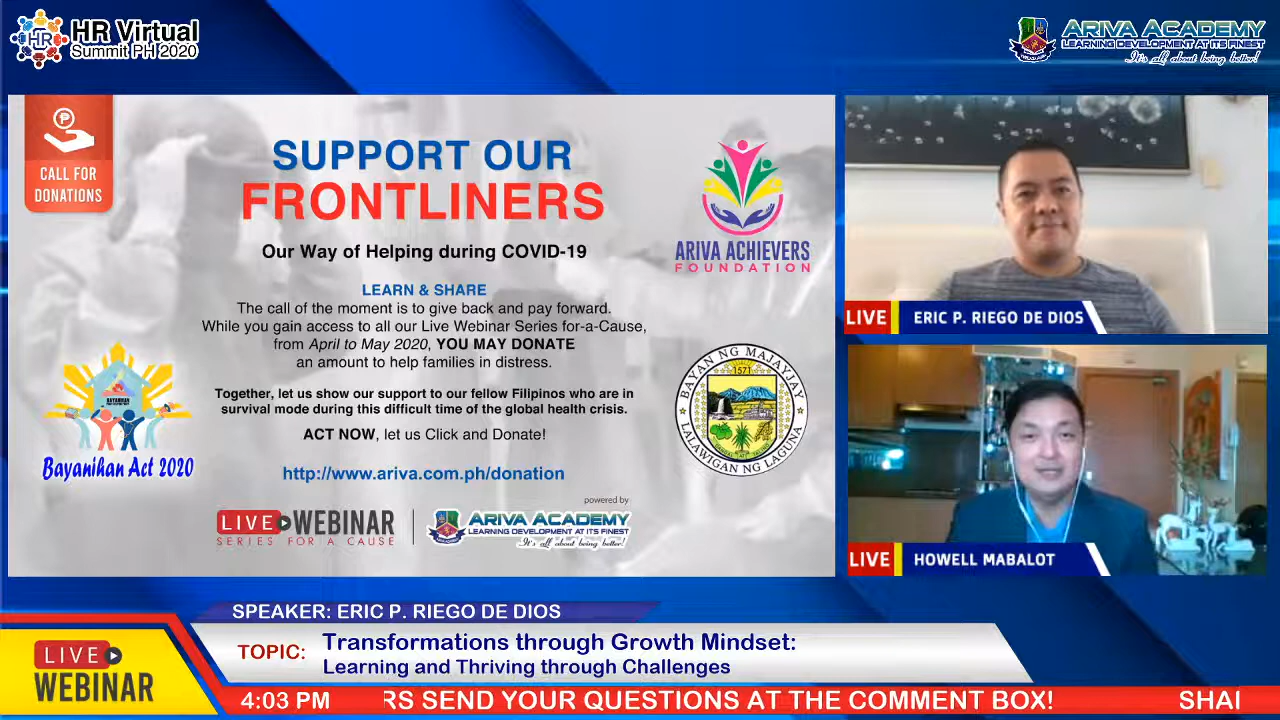 HR Virtual
Summit PH 2020
HR
ARIVA ACADEMY
LEARNING DEVELOPMENT AT ITS FINEST
It's all about being better!
CALL FOR
DONATIONS
SUPPORT OUR
FRONTLINERS
Our Way of Helping during COVID-19
ARIVA ACHIEVERS
FOUNDATION
LEARN & SHARE
The call of the moment is to give back and pay forward.
While you gain access to all our Live Webinar Series for-a-Cause,
from April to May 2020, YOU MAY DONATE
an amount to help families in distress.
Together, let us show our support to our fellow Filipinos who are in
survival mode during this difficult time of the global health crisis.
ACT NOW, let us Click and Donate!
http://www.ariva.com.ph/donation
Bayanihan Act 2020
BAYAN NG MAJAYJAY
1571
LALAWIGAN NG LAGUNA
powered by
LIVE WEBINAR
SERIES FOR A CAUSE
ARIVA ACADEMY
LEARNING DEVELOPMENT AT ITS FINEST
It's all about being better!
LIVE ERIC P. RIEGO DE DIOS
LIVE HOWELL MABALOT
SPEAKER: ERIC P. RIEGO DE DIOS
TOPIC: Transformations through Growth Mindset:
Learning and Thriving through Challenges
LIVE
WEBINAR
4:03 PM RS SEND YOUR QUESTIONS AT THE COMMENT BOX! SHAI